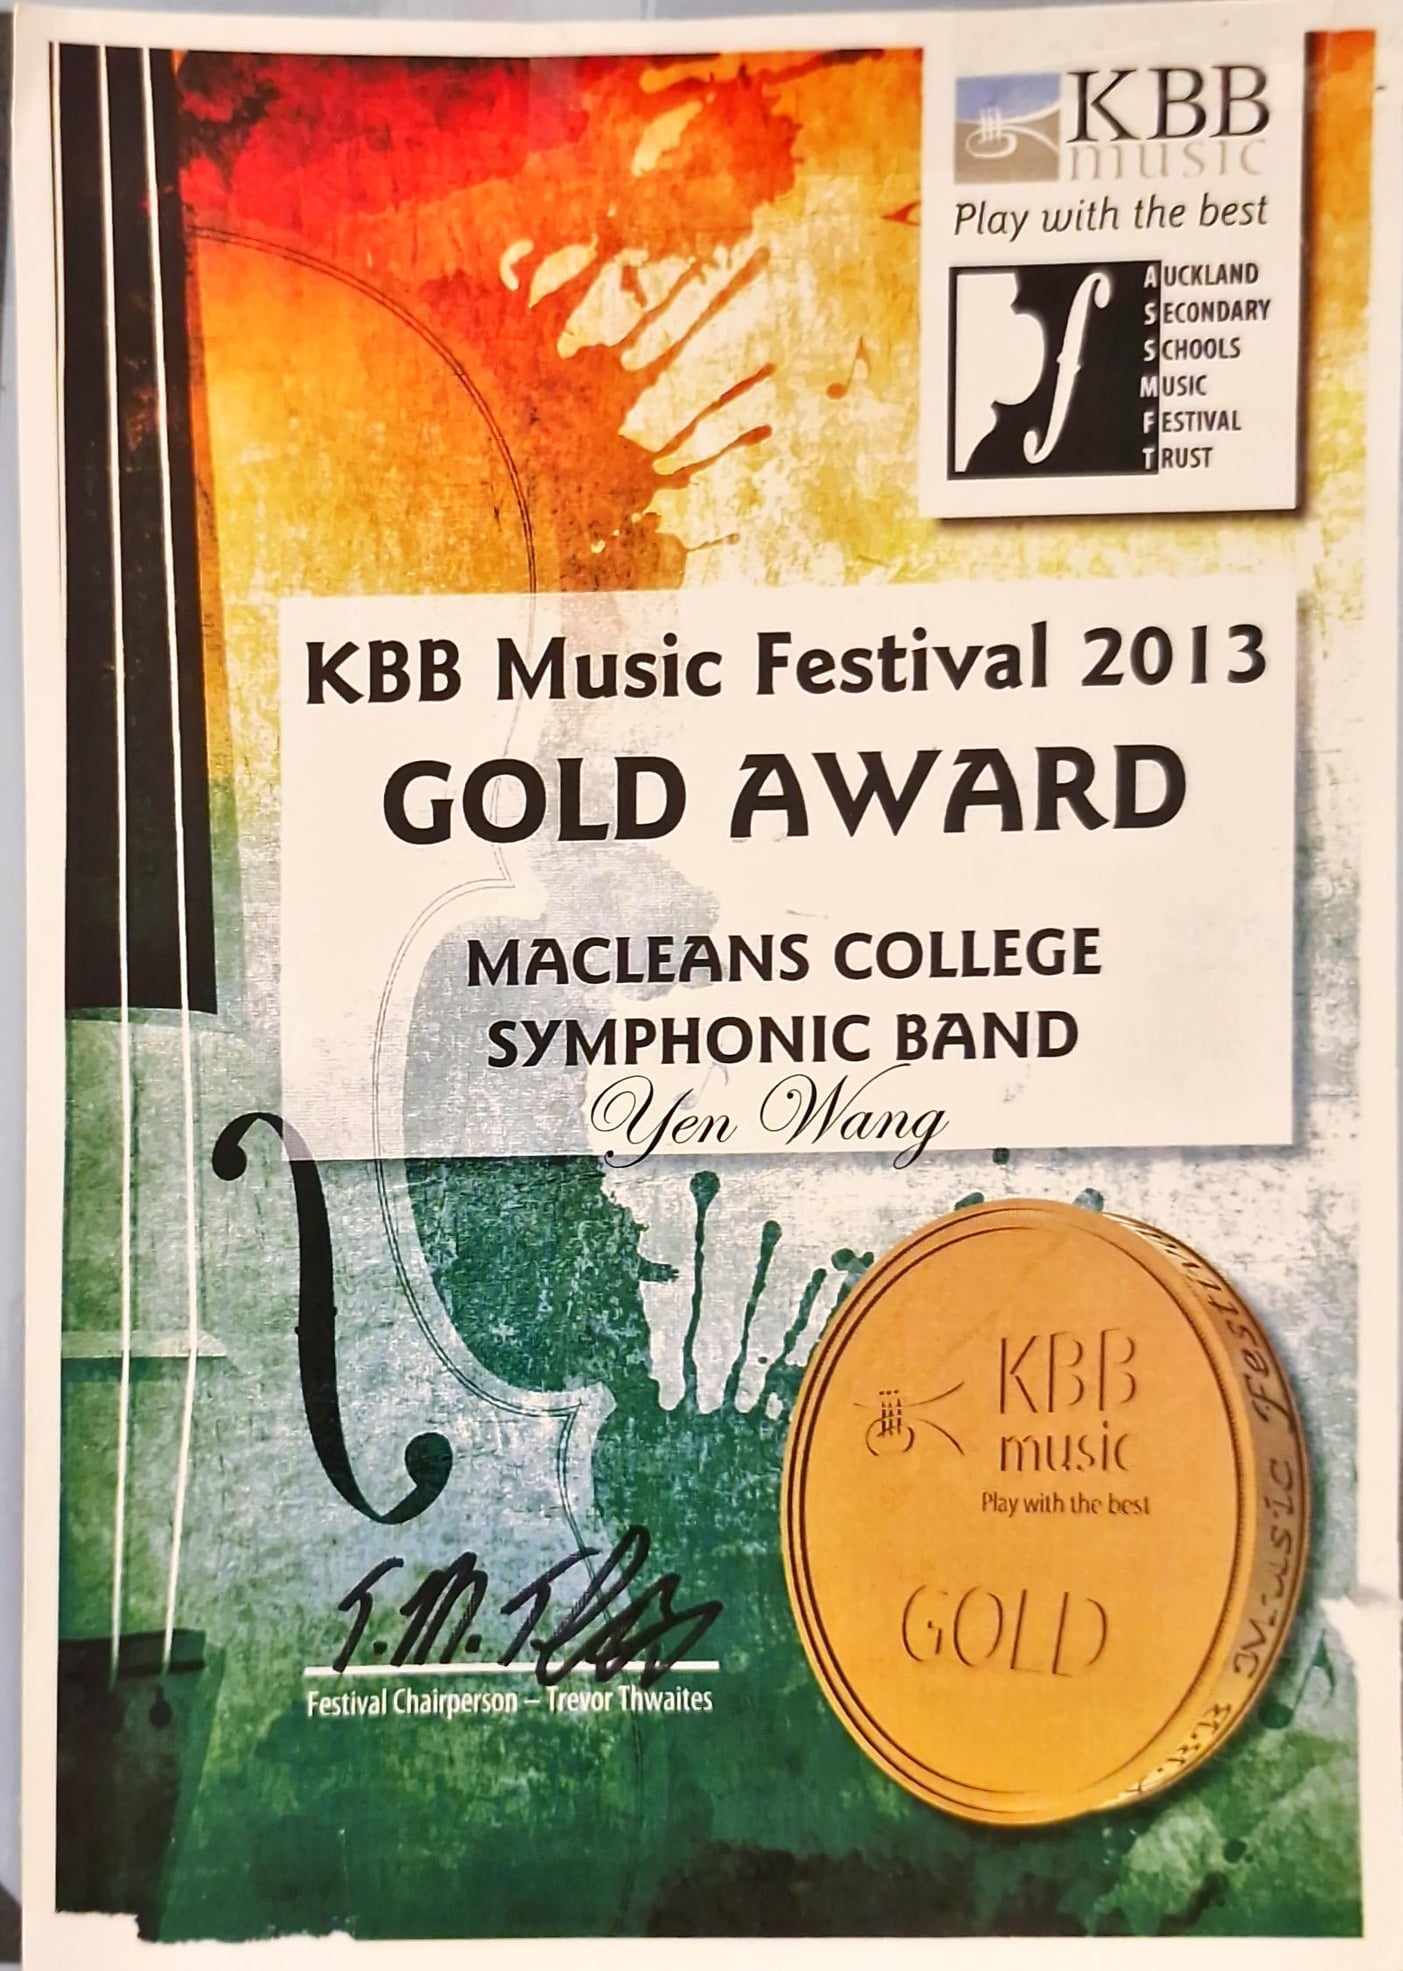 KBB
music
Play with the best
AUCKLAND
SECONDARY
SCHOOLS
MUSIC
FESTIVAL
TRUST
KBB Music Festival 2013
GOLD AWARD
MACLEANS COLLEGE
SYMPHONIC BAND
Yen Wang
KBB
music
Play with the best
GOLD
KBB Music Festival
Festival Chairperson – Trevor Thwaites